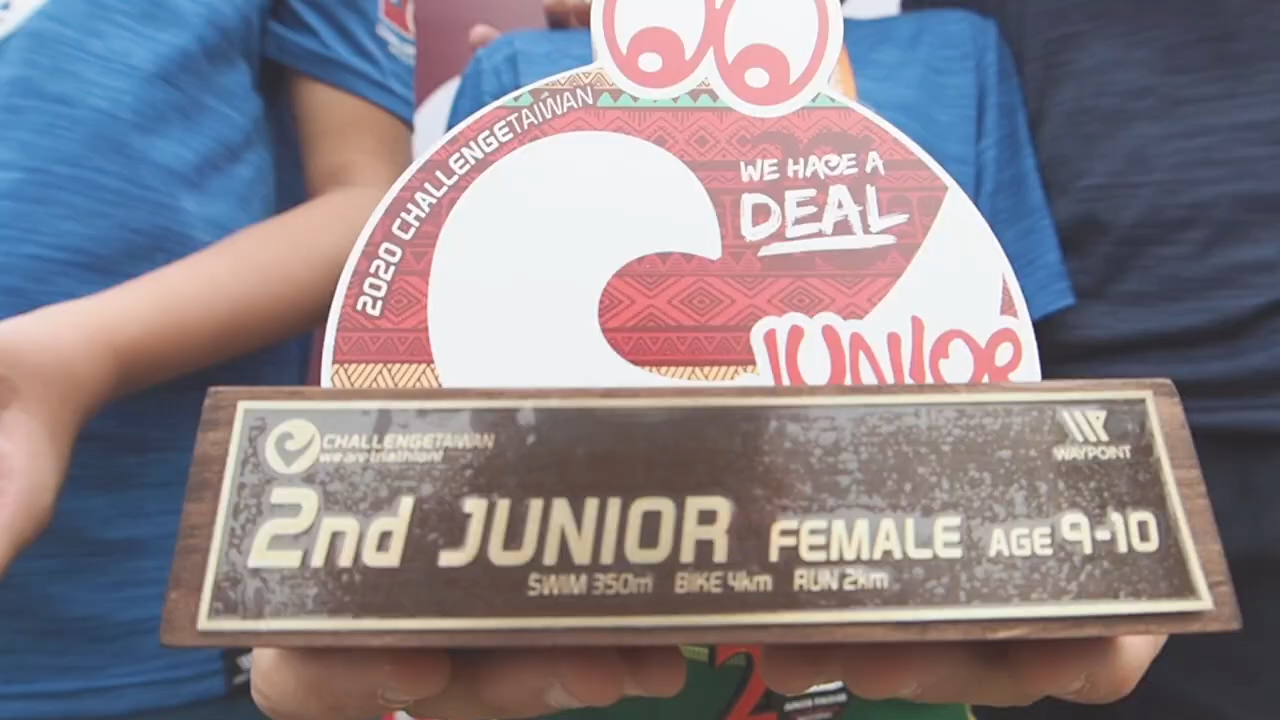 2020 CHALLENGETAIWAN
WE HAVE A
DEAL
JUNIOR
CHALLENGETAIWAN
we are triathlon!
WAYPOINT
2nd JUNIOR FEMALE AGE 9-10
SWIM 350m BIKE 4km RUN 2km
2